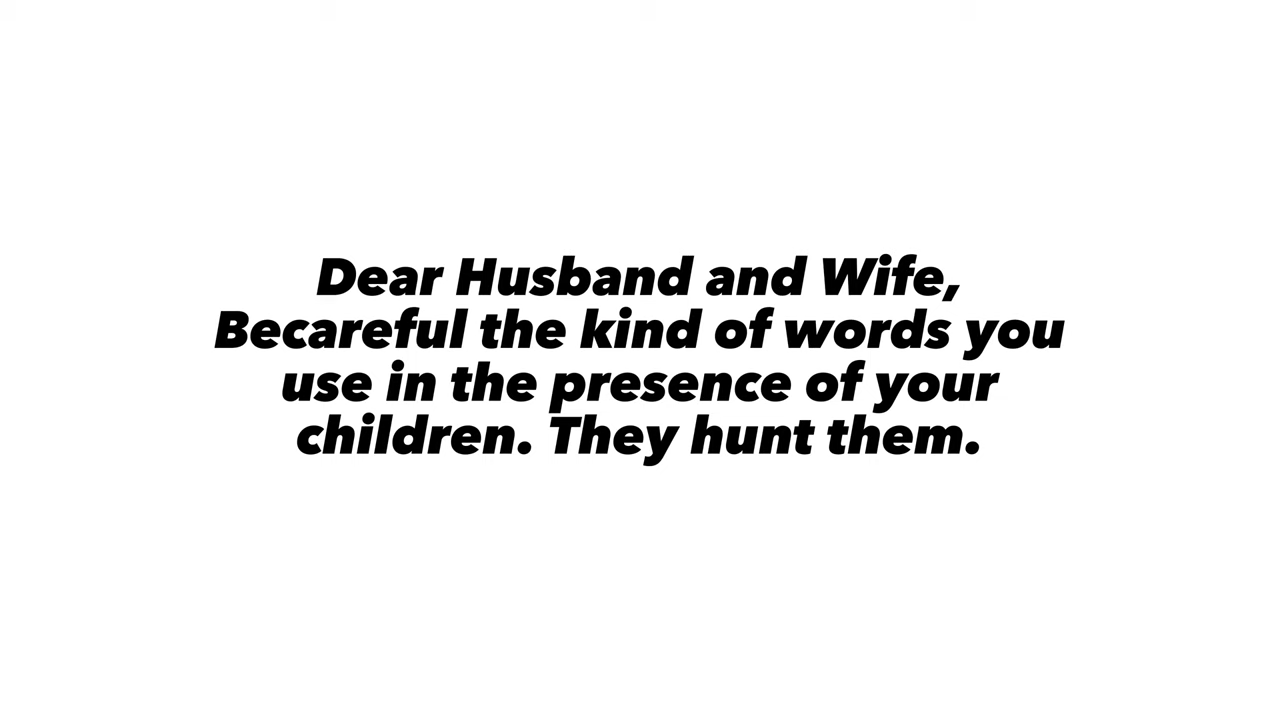 Dear Husband and Wife,
Becareful the kind of words you
use in the presence of your
children. They hunt them.